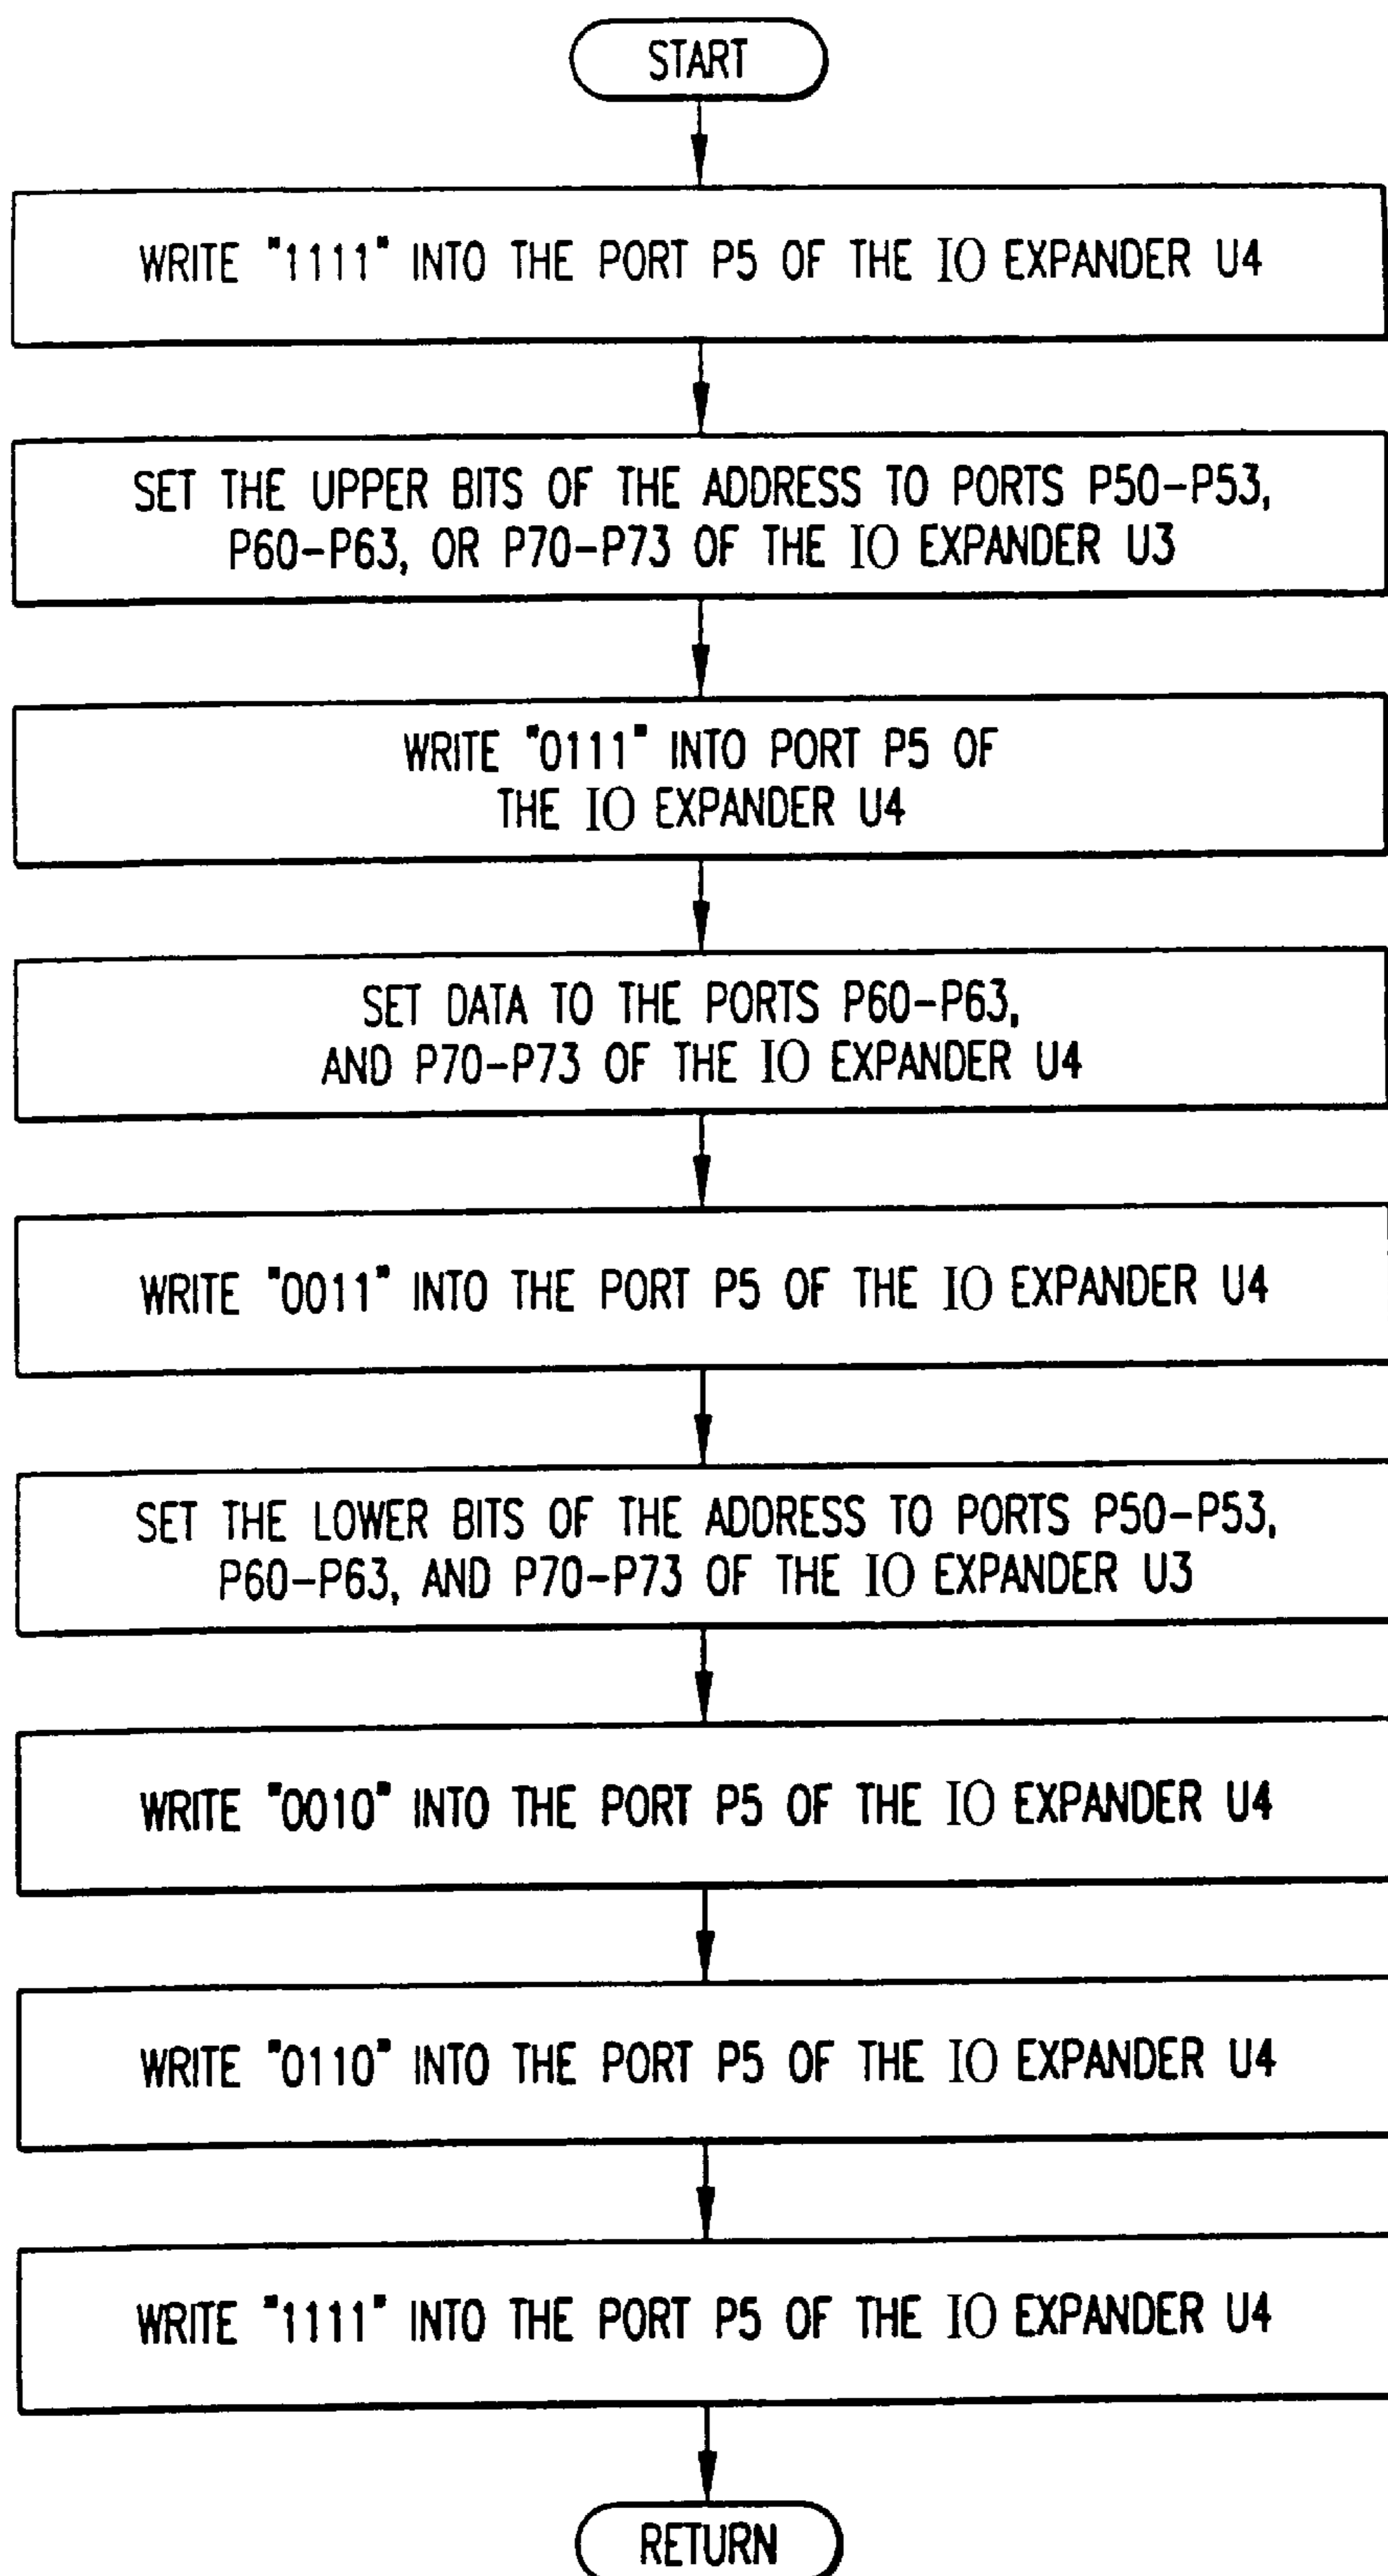 START
WRITE "1111" INTO THE PORT P5 OF THE IO EXPANDER U4
SET THE UPPER BITS OF THE ADDRESS TO PORTS P50-P53,
P60-P63, OR P70-P73 OF THE IO EXPANDER U3
WRITE "0111" INTO PORT P5 OF
THE IO EXPANDER U4
SET DATA TO THE PORTS P60-P63,
AND P70-P73 OF THE IO EXPANDER U4
WRITE "0011" INTO THE PORT P5 OF THE IO EXPANDER U4
SET THE LOWER BITS OF THE ADDRESS TO PORTS P50-P53,
P60-P63, AND P70-P73 OF THE IO EXPANDER U3
WRITE "0010" INTO THE PORT P5 OF THE IO EXPANDER U4
WRITE "0110" INTO THE PORT P5 OF THE IO EXPANDER U4
WRITE "1111" INTO THE PORT P5 OF THE IO EXPANDER U4
RETURN